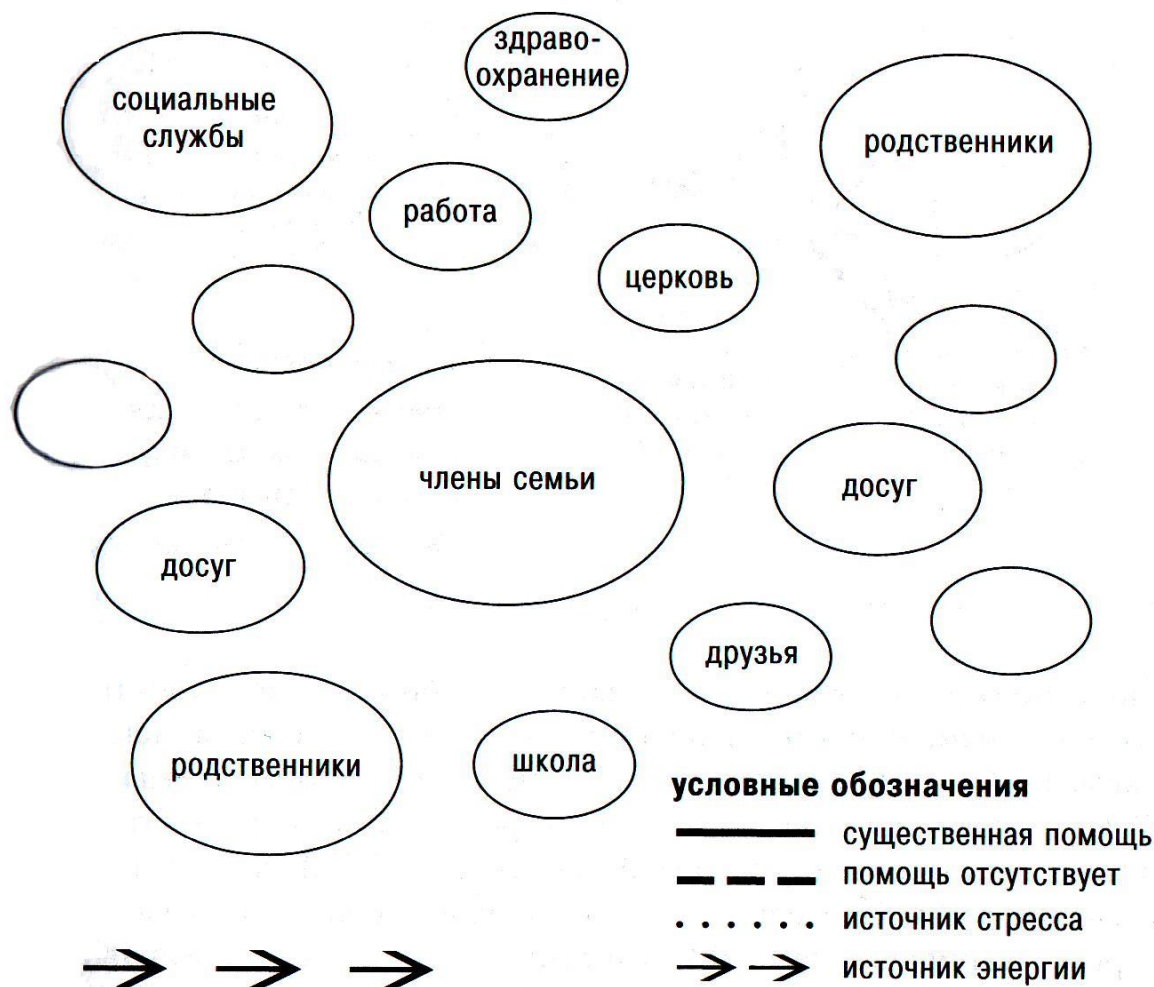 здраво-
охранение
социальные
службы
родственники
работа
церковь
члены семьи
досуг
досуг
друзья
родственники
школа
условные обозначения
существенная помощь
помощь отсутствует
источник стресса
источник энергии